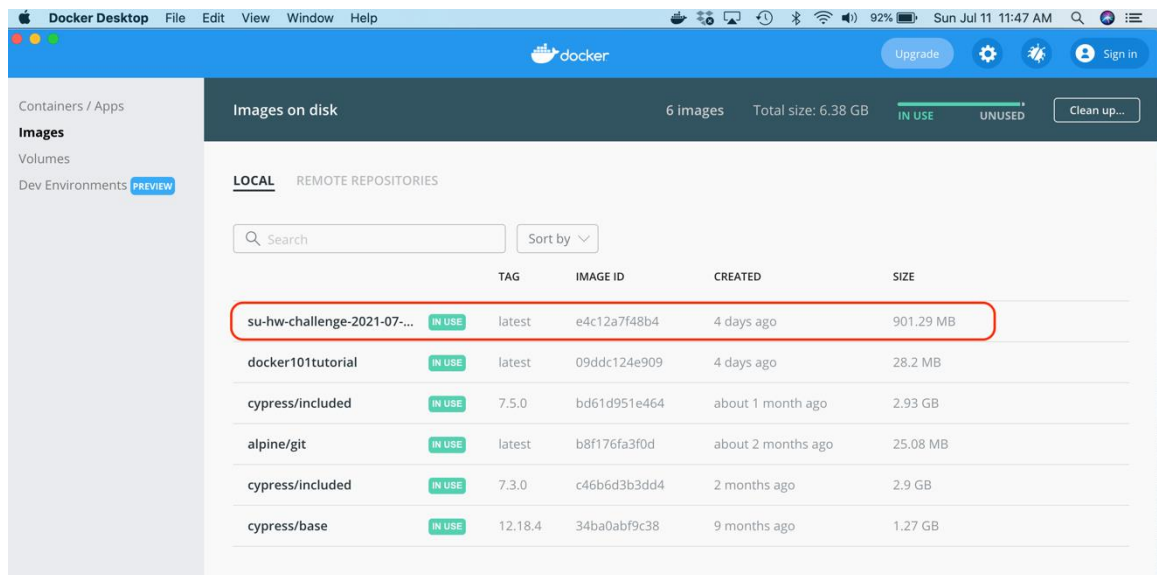 Docker Desktop File Edit View Window Help 92% Sun Jul 11 11:47 AM
docker Upgrade Sign in
Containers / Apps
Images
Volumes
Dev Environments PREVIEW
Images on disk 6 images Total size: 6.38 GB IN USE UNUSED Clean up...
LOCAL REMOTE REPOSITORIES
Search Sort by
TAG IMAGE ID CREATED SIZE
su-hw-challenge-2021-07-... IN USE latest e4c12a7f48b4 4 days ago 901.29 MB
docker101tutorial IN USE latest 09ddc124e909 4 days ago 28.2 MB
cypress/included IN USE 7.5.0 bd61d951e464 about 1 month ago 2.93 GB
alpine/git IN USE latest b8f176fa3f0d about 2 months ago 25.08 MB
cypress/included IN USE 7.3.0 c46b6d3b3dd4 2 months ago 2.9 GB
cypress/base IN USE 12.18.4 34ba0abf9c38 9 months ago 1.27 GB